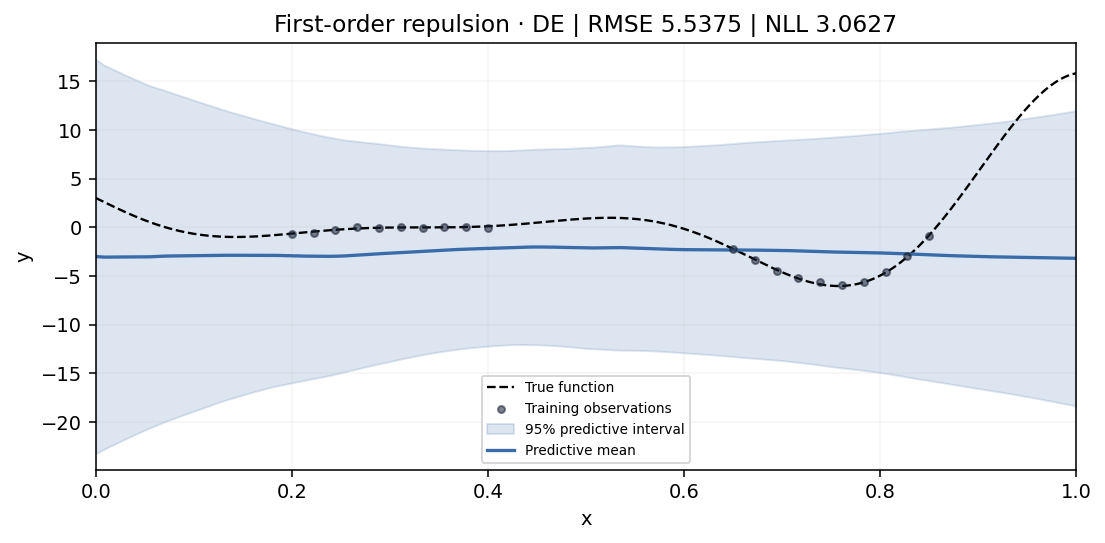 First-order repulsion · DE | RMSE 5.5375 | NLL 3.0627
15
10
5
0
−5
−10
−15
−20
y
True function
Training observations
95% predictive interval
Predictive mean
0.0 0.2 0.4 0.6 0.8 1.0
x